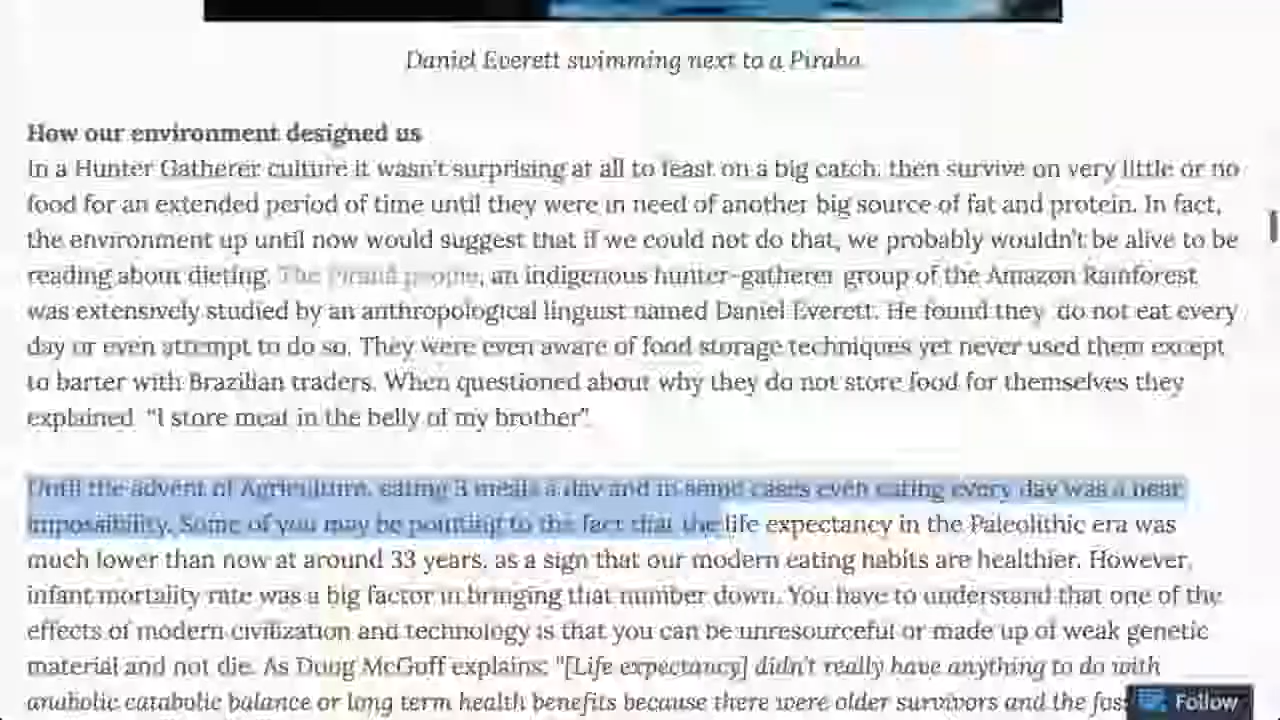 Daniel Everett swimming next to a Piraha
How our environment designed us
In a Hunter Gatherer culture it wasn't surprising at all to feast on a big catch, then survive on very little or no
food for an extended period of time until they were in need of another big source of fat and protein. In fact,
the environment up until now would suggest that if we could not do that, we probably wouldn't be alive to be
reading about dieting. The Pirahã people, an indigenous hunter-gatherer group of the Amazon Rainforest
was extensively studied by an anthropological linguist named Daniel Everett. He found they do not eat every
day or even attempt to do so. They were even aware of food storage techniques yet never used them except
to barter with Brazilian traders. When questioned about why they do not store food for themselves they
explained "I store meat in the belly of my brother".
Until the advent of Agriculture, eating 3 meals a day and in some cases even eating every day was a near
impossibility. Some of you may be pointing to the fact that the life expectancy in the Paleolithic era was
much lower than now at around 33 years, as a sign that our modern eating habits are healthier. However,
infant mortality rate was a big factor in bringing that number down. You have to understand that one of the
effects of modern civilization and technology is that you can be unresourceful or made up of weak genetic
material and not die. As Doug McGuff explains: "[Life expectancy] didn't really have anything to do with
anabolic catabolic balance or long term health benefits because there were older survivors and the fos
Follow